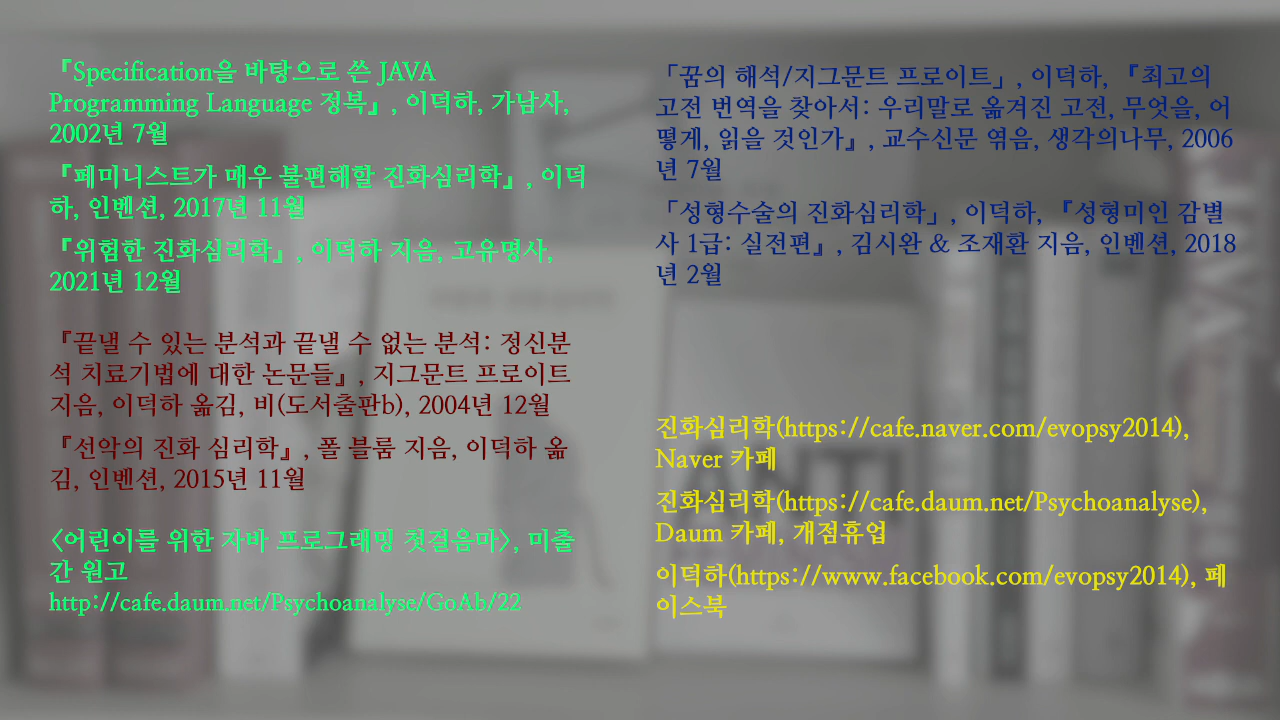 『Specification을 바탕으로 쓴 JAVA
Programming Language 정복』, 이덕하, 가남사,
2002년 7월
『페미니스트가 매우 불편해할 진화심리학』, 이덕
하, 인벤션, 2017년 11월
『위험한 진화심리학』, 이덕하 지음, 고유명사,
2021년 12월
『끝낼 수 있는 분석과 끝낼 수 없는 분석: 정신분
석 치료기법에 대한 논문들』, 지그문트 프로이트
지음, 이덕하 옮김, 비(도서출판b), 2004년 12월
『선악의 진화 심리학』, 폴 블룸 지음, 이덕하 옮
김, 인벤션, 2015년 11월
<어린이를 위한 자바 프로그래밍 첫걸음마>, 미출
간 원고
http://cafe.daum.net/Psychoanalyse/GoAb/22
「꿈의 해석/지그문트 프로이트」, 이덕하, 『최고의
고전 번역을 찾아서: 우리말로 옮겨진 고전, 무엇을, 어
떻게, 읽을 것인가』, 교수신문 엮음, 생각의나무, 2006
년 7월
「성형수술의 진화심리학」, 이덕하, 『성형미인 감별
사 1급: 실전편』, 김시완 & 조재환 지음, 인벤션, 2018
년 2월
진화심리학(https://cafe.naver.com/evopsy2014),
Naver 카페
진화심리학(https://cafe.daum.net/Psychoanalyse),
Daum 카페, 개점휴업
이덕하(https://www.facebook.com/evopsy2014), 페
이스북